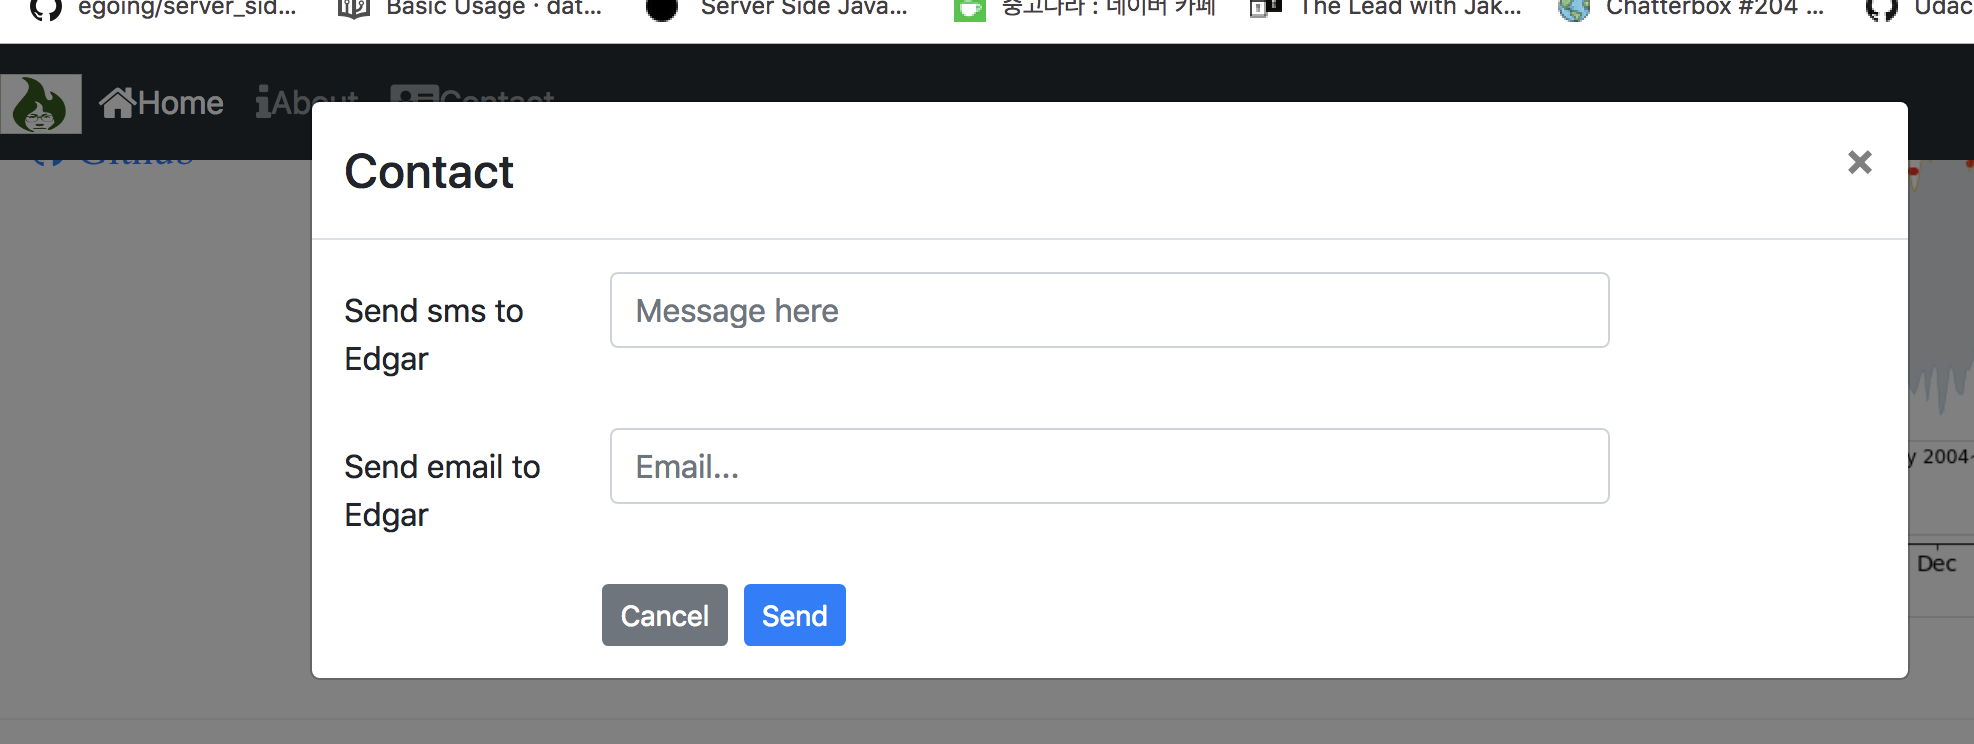 egoing/server_sid... Basic Usage · dat... Server Side Java... 중고나라 : 네이버 카페 The Lead with Jak... Chatterbox #204 ... Udac
Home About Contact
Github
Contact ×
Send sms to
Edgar
Message here
Send email to
Edgar
Email...
Cancel Send
y 2004-
Dec